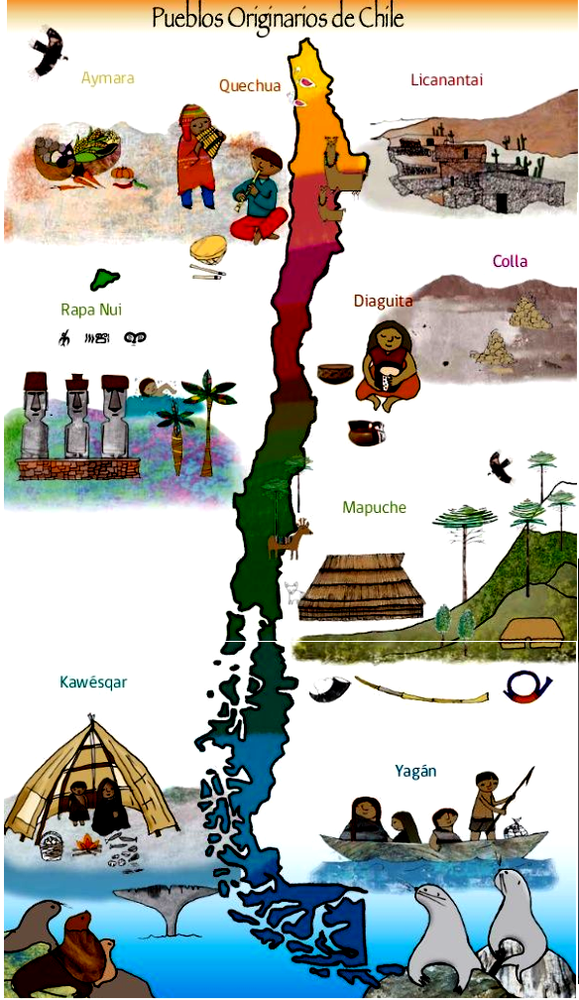 Pueblos Originarios de Chile
Aymara
Quechua
Licanantai
Colla
Diaguita
Rapa Nui
Mapuche
Kawésqar
Yagán